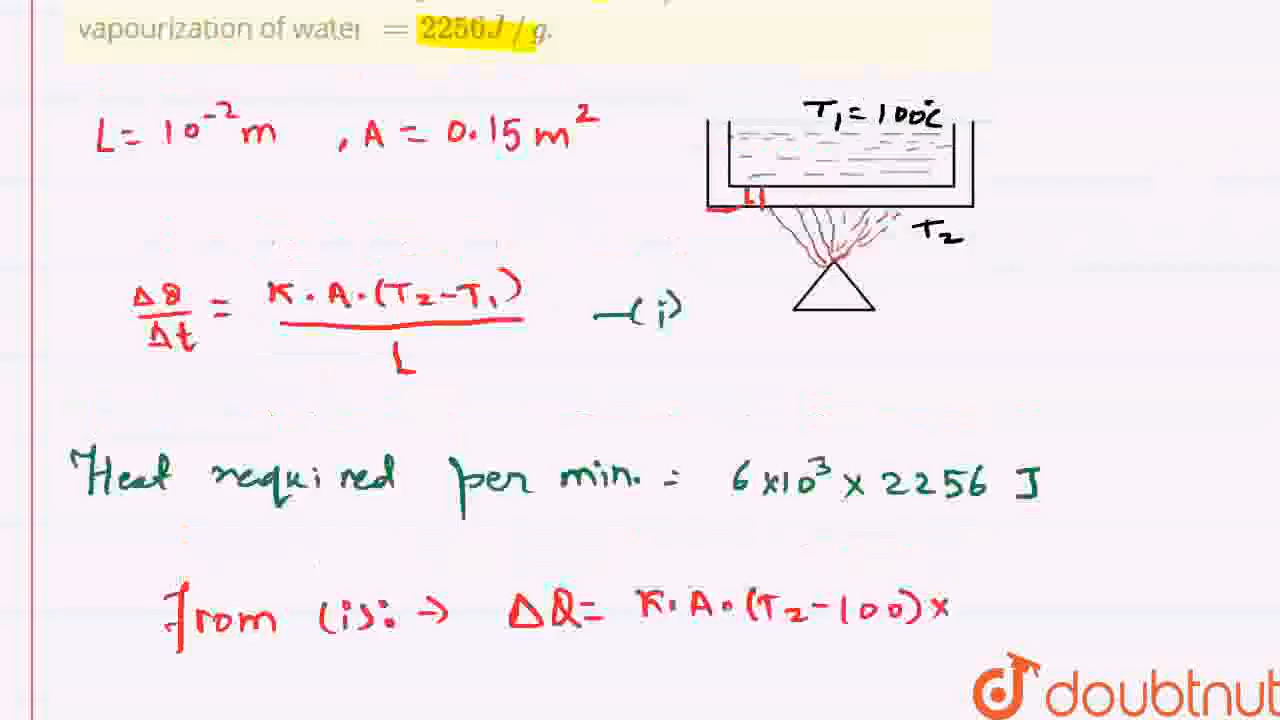 vapourization of water = 2256J / g.
L = 10⁻² m , A = 0.15 m²
T₁ = 100°C
L
T₂
ΔQ/Δt = K . A . (T₂ - T₁)/L —(i)
Heat required per min. = 6 x 10³ x 2256 J
From (i): → ΔQ = K . A . (T₂ - 100) x
doubtnut